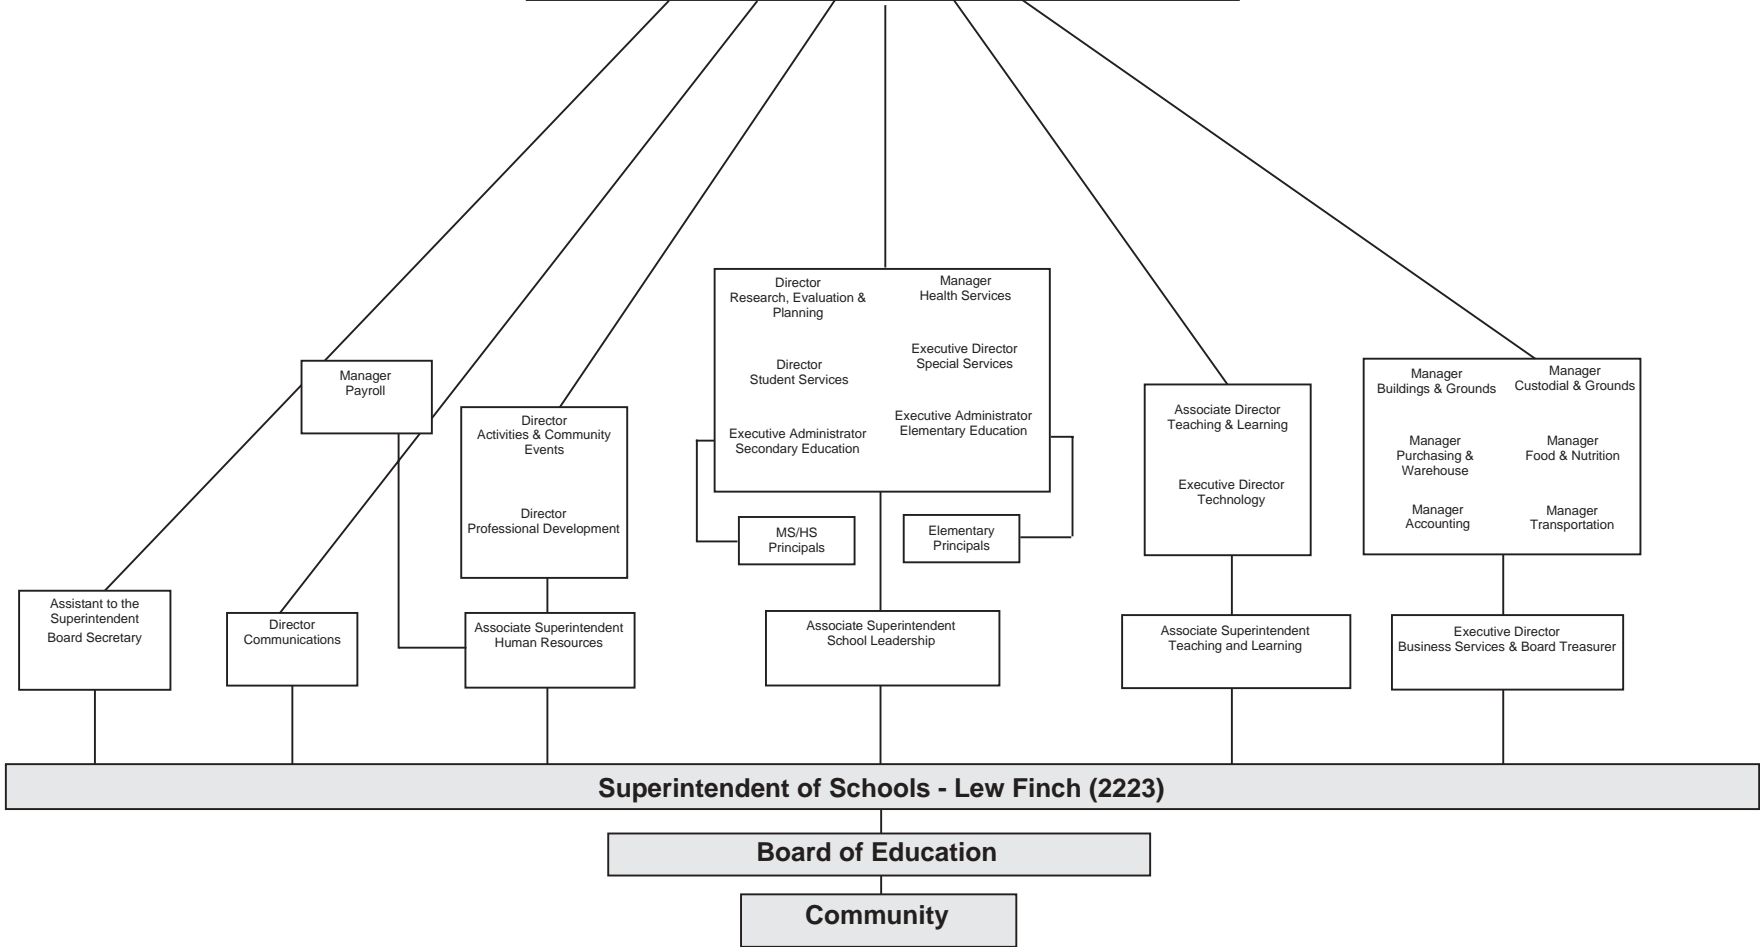 Director
Research, Evaluation &
Planning
Manager
Health Services
Director
Student Services
Executive Director
Special Services
Executive Administrator
Secondary Education
Executive Administrator
Elementary Education
Manager
Payroll
Director
Activities & Community
Events
Director
Professional Development
MS/HS
Principals
Elementary
Principals
Associate Director
Teaching & Learning
Executive Director
Technology
Manager
Buildings & Grounds
Manager
Custodial & Grounds
Manager
Purchasing &
Warehouse
Manager
Food & Nutrition
Manager
Accounting
Manager
Transportation
Assistant to the
Superintendent
Board Secretary
Director
Communications
Associate Superintendent
Human Resources
Associate Superintendent
School Leadership
Associate Superintendent
Teaching and Learning
Executive Director
Business Services & Board Treasurer
Superintendent of Schools - Lew Finch (2223)
Board of Education
Community